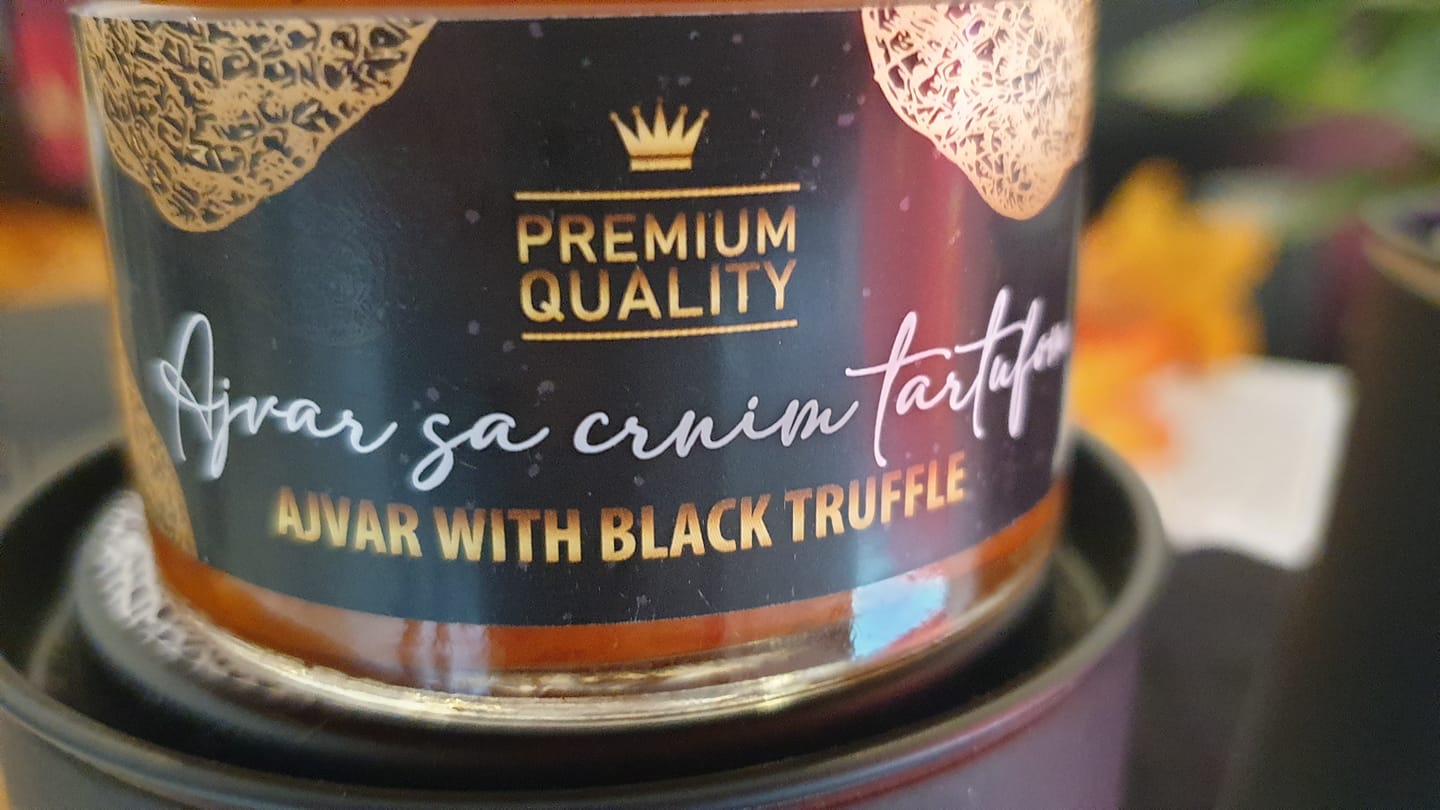 PREMIUM
QUALITY
Ajvar sa crnim tartufom
AJVAR WITH BLACK TRUFFLE